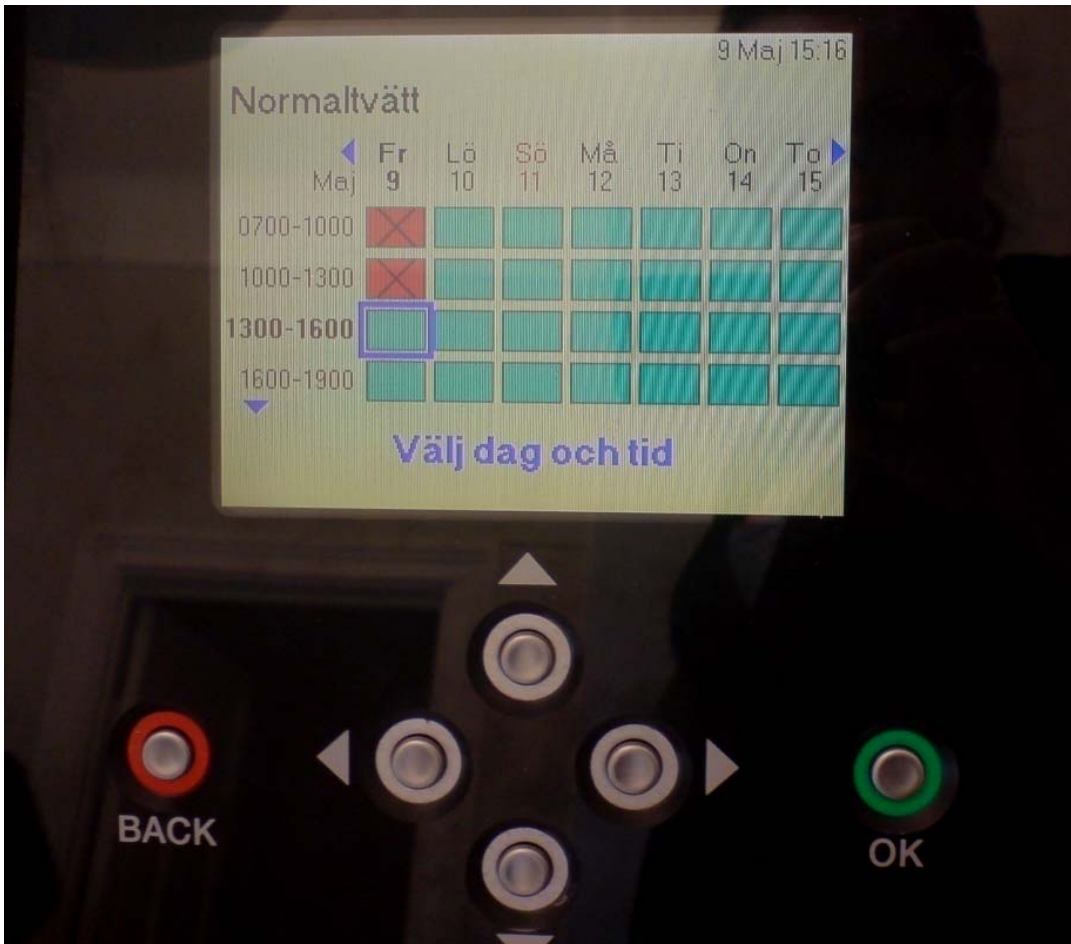 9 Maj 15:16
Normaltvätt
Fr Lö Sö Må Ti On To
Maj 9 10 11 12 13 14 15
0700-1000
1000-1300
1300-1600
1600-1900
Välj dag och tid
BACK
OK